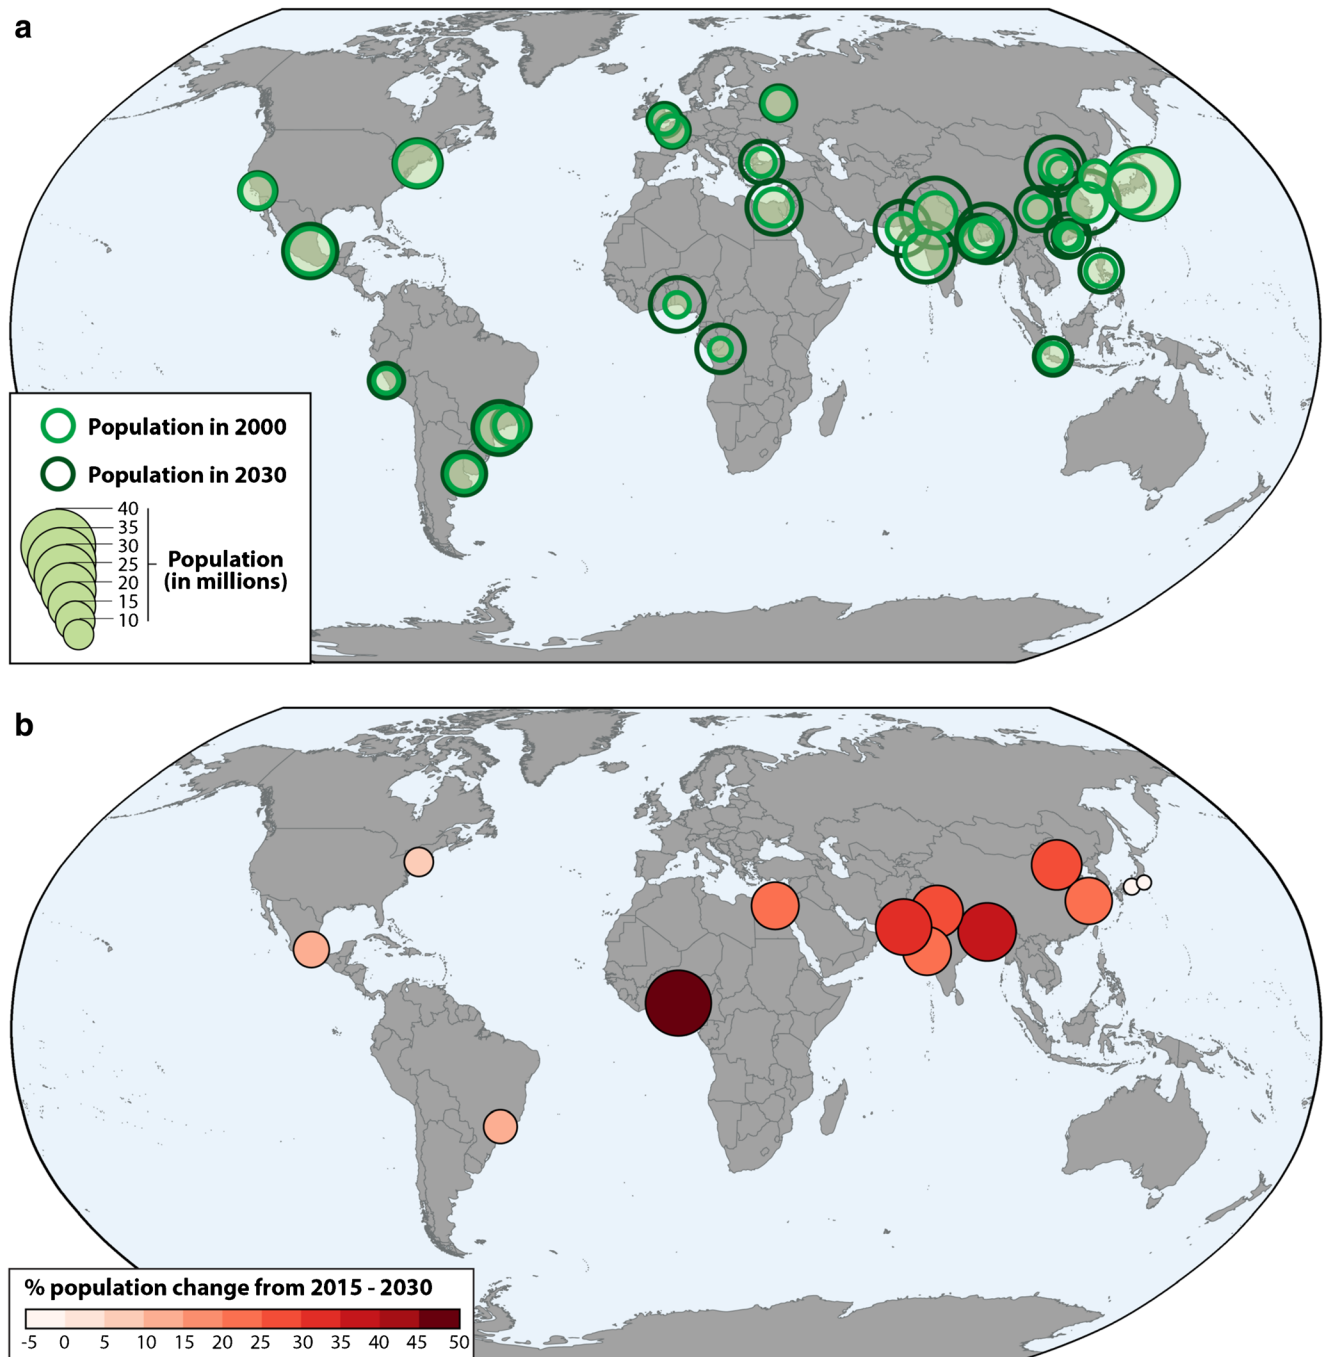 a
Population in 2000
Population in 2030
40
35
30
25
20
15
10
Population
(in millions)
b
% population change from 2015 - 2030
-5 0 5 10 15 20 25 30 35 40 45 50